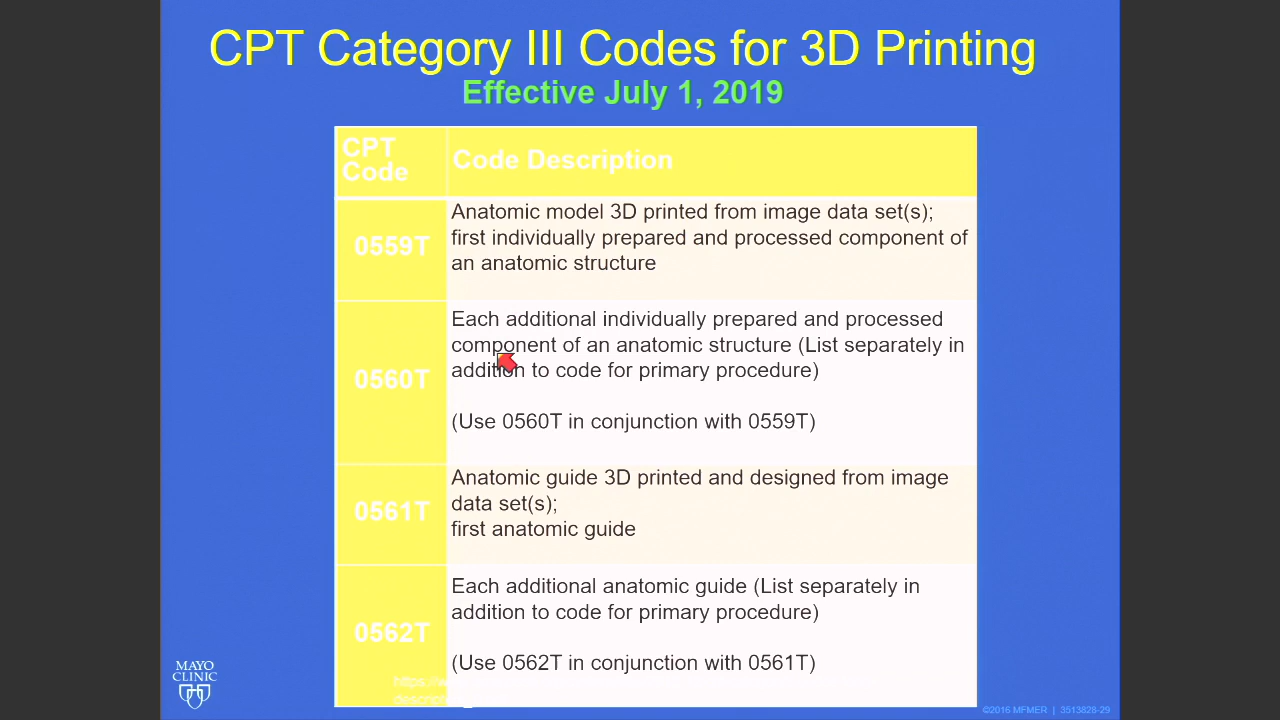 CPT Category III Codes for 3D Printing
Effective July 1, 2019
CPT
Code
Code Description
0559T
Anatomic model 3D printed from image data set(s);
first individually prepared and processed component of
an anatomic structure
0560T
Each additional individually prepared and processed
component of an anatomic structure (List separately in
addition to code for primary procedure)
(Use 0560T in conjunction with 0559T)
0561T
Anatomic guide 3D printed and designed from image
data set(s);
first anatomic guide
0562T
Each additional anatomic guide (List separately in
addition to code for primary procedure)
(Use 0562T in conjunction with 0561T)
MAYO
CLINIC
©2016 MFMER | 3513828-29